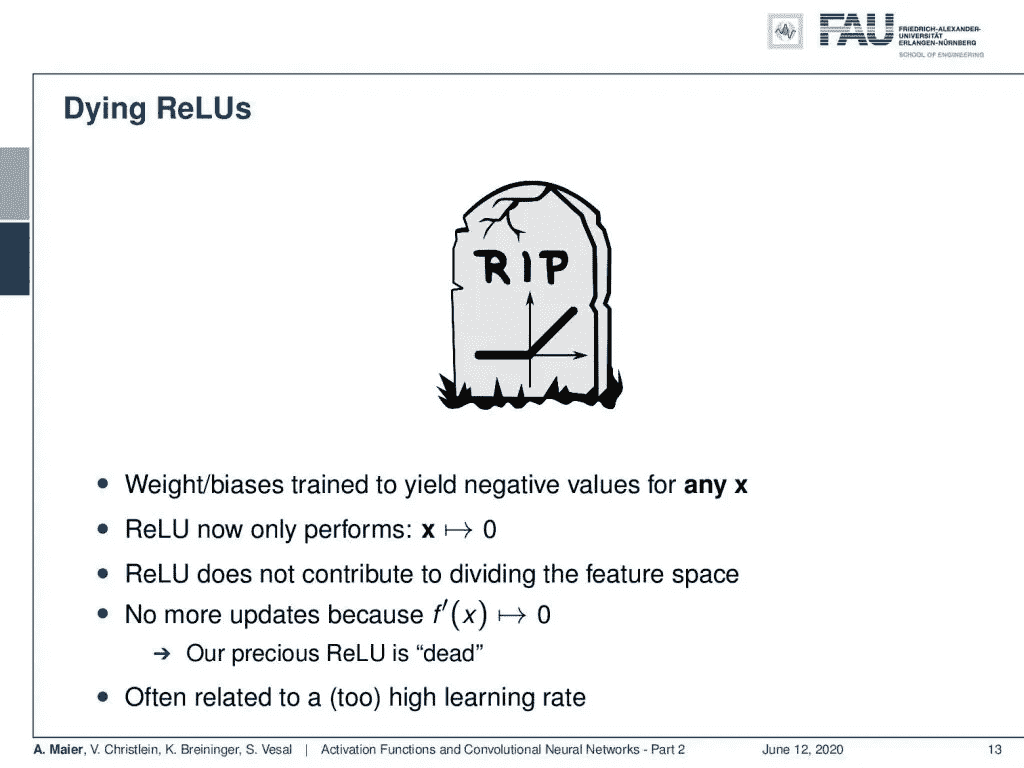 FAU
FRIEDRICH-ALEXANDER-
UNIVERSITÄT
ERLANGEN-NÜRNBERG
SCHOOL OF ENGINEERING
Dying ReLUs
RIP
• Weight/biases trained to yield negative values for any x
• ReLU now only performs: x ↦ 0
• ReLU does not contribute to dividing the feature space
• No more updates because f′(x) ↦ 0
➔ Our precious ReLU is “dead”
• Often related to a (too) high learning rate
A. Maier, V. Christlein, K. Breininger, S. Vesal | Activation Functions and Convolutional Neural Networks - Part 2 June 12, 2020 13